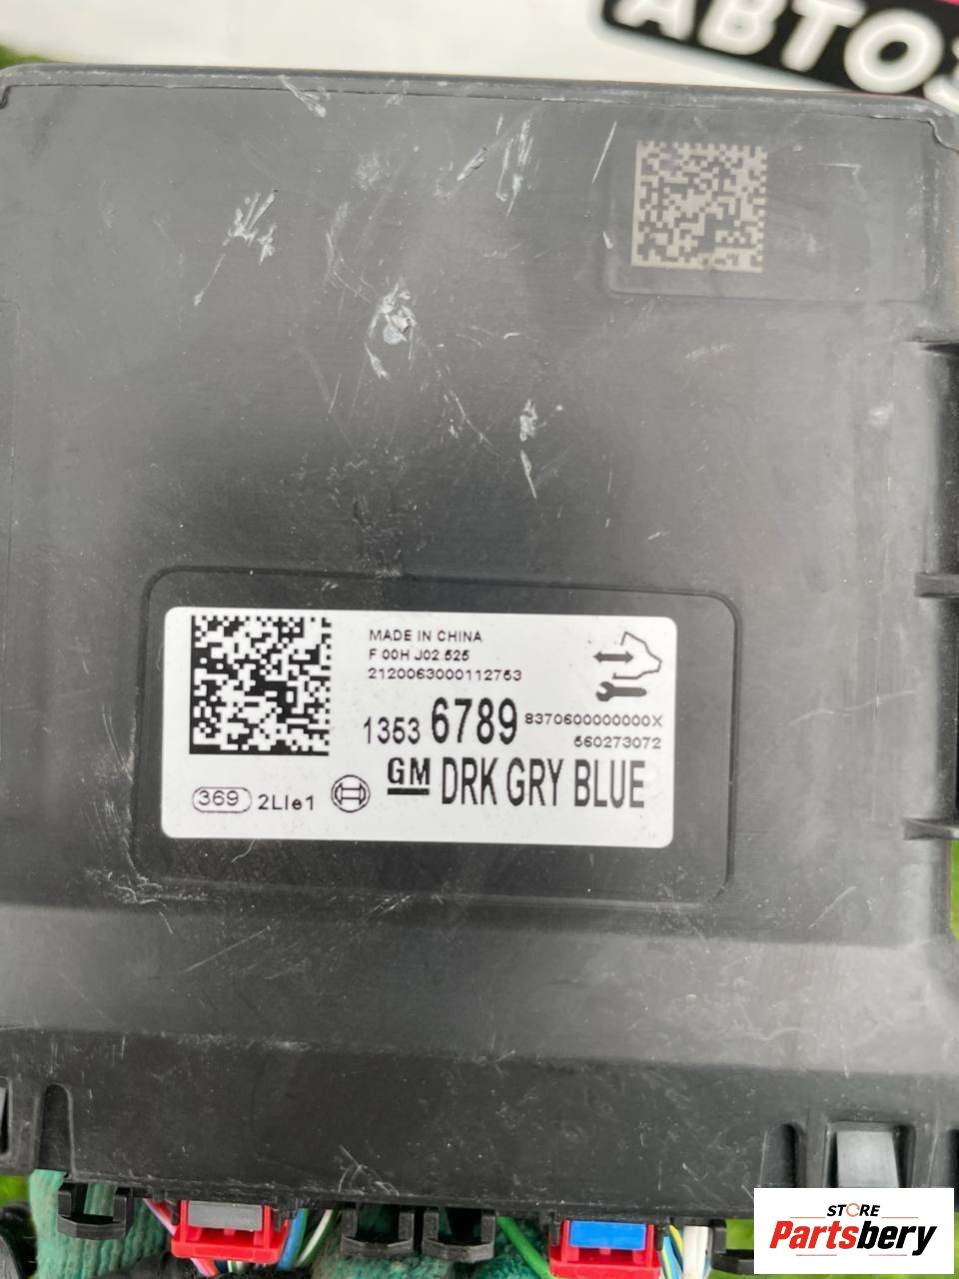 АВТОЗ
MADE IN CHINA
F 00H J02 525
2120063000112753
1353 6789
8370600000000X
560273072
369 2LIe1
GM DRK GRY BLUE
STORE
Partsbery